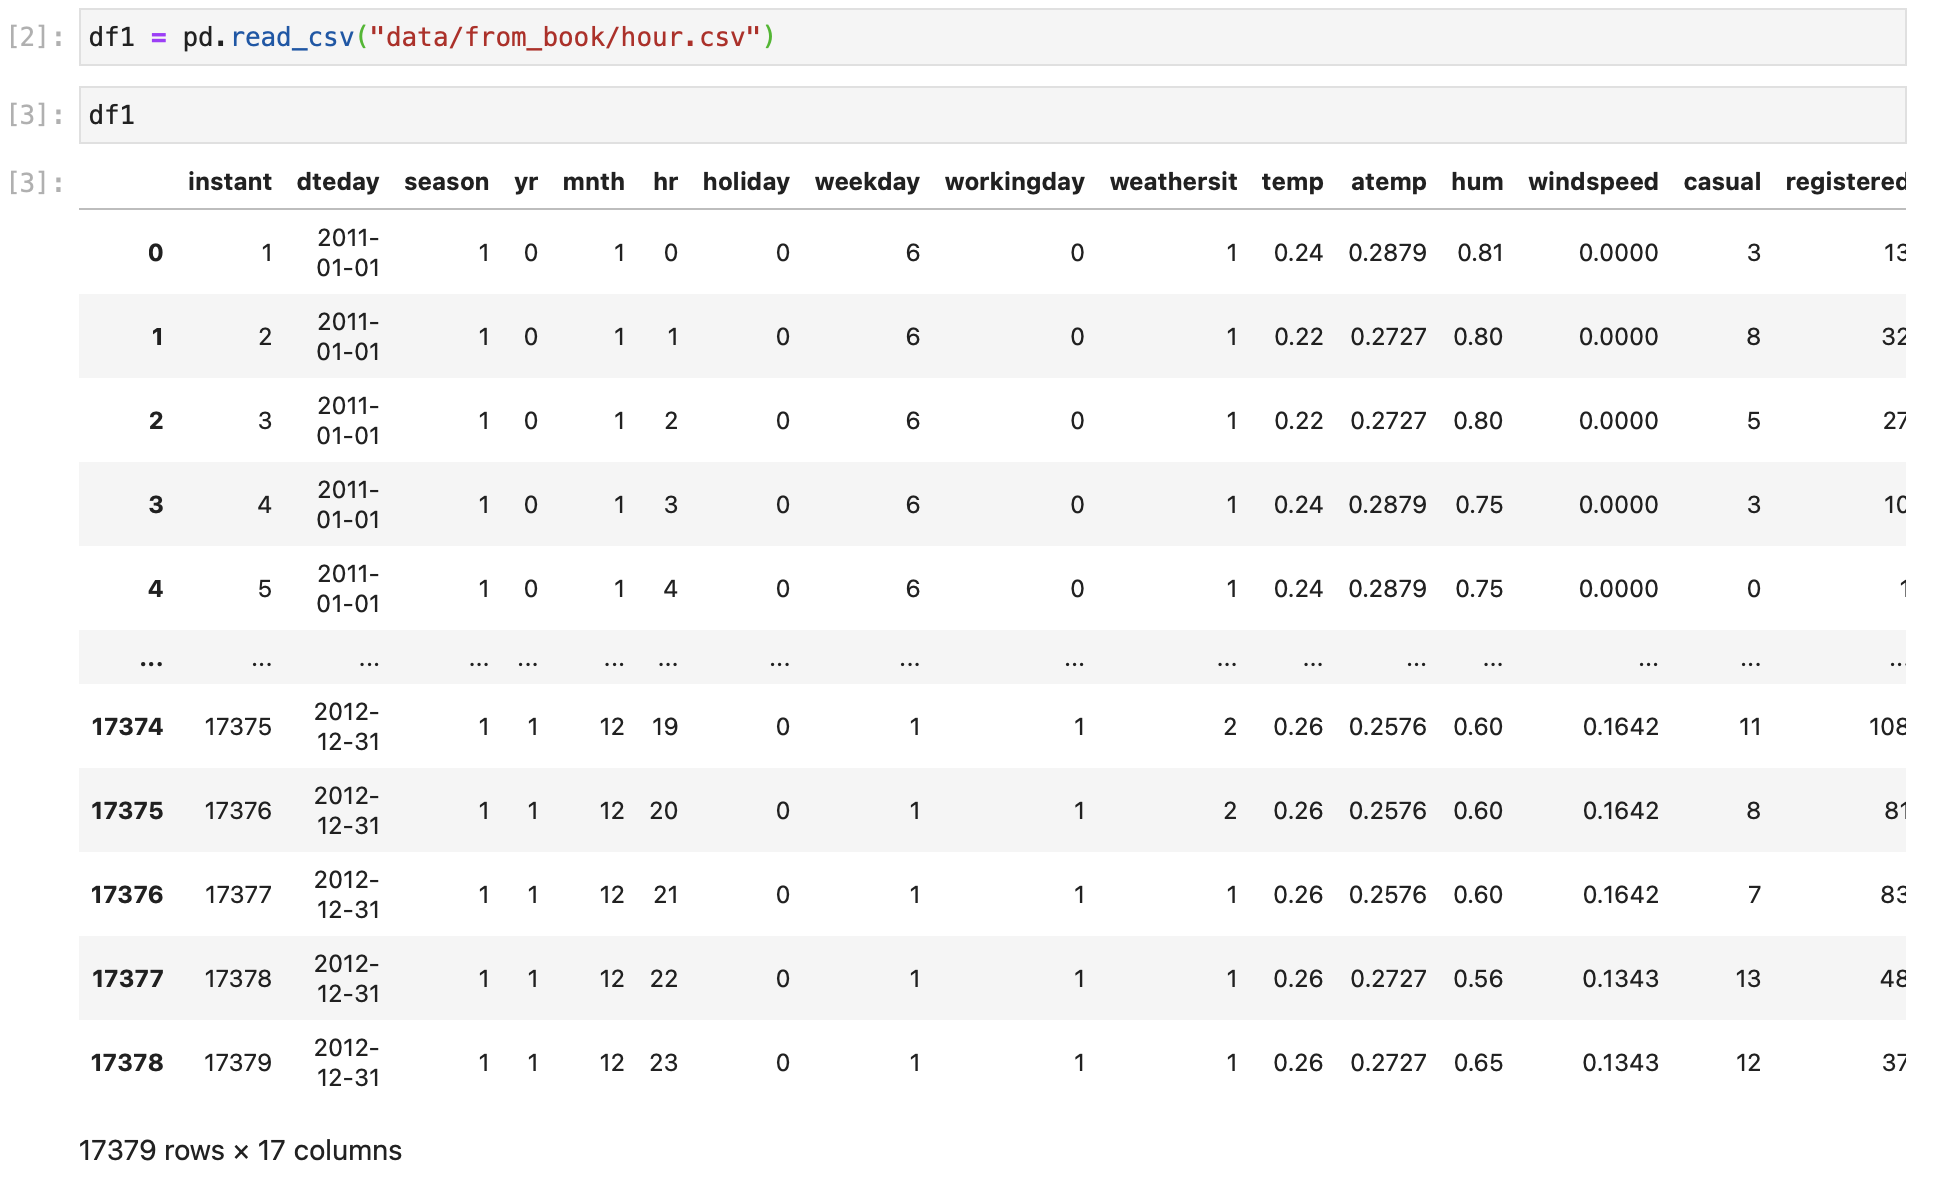 [2]: df1 = pd.read_csv("data/from_book/hour.csv")
[3]: df1
[3]: instant dteday season yr mnth hr holiday weekday workingday weathersit temp atemp hum windspeed casual registered
0 1 2011-01-01 1 0 1 0 0 6 0 1 0.24 0.2879 0.81 0.0000 3 13
1 2 2011-01-01 1 0 1 1 0 6 0 1 0.22 0.2727 0.80 0.0000 8 32
2 3 2011-01-01 1 0 1 2 0 6 0 1 0.22 0.2727 0.80 0.0000 5 27
3 4 2011-01-01 1 0 1 3 0 6 0 1 0.24 0.2879 0.75 0.0000 3 10
4 5 2011-01-01 1 0 1 4 0 6 0 1 0.24 0.2879 0.75 0.0000 0 1
... ... ... ... ... ... ... ... ... ... ... ... ... ... ... ... ...
17374 17375 2012-12-31 1 1 12 19 0 1 1 2 0.26 0.2576 0.60 0.1642 11 108
17375 17376 2012-12-31 1 1 12 20 0 1 1 2 0.26 0.2576 0.60 0.1642 8 81
17376 17377 2012-12-31 1 1 12 21 0 1 1 1 0.26 0.2576 0.60 0.1642 7 83
17377 17378 2012-12-31 1 1 12 22 0 1 1 1 0.26 0.2727 0.56 0.1343 13 48
17378 17379 2012-12-31 1 1 12 23 0 1 1 1 0.26 0.2727 0.65 0.1343 12 37
17379 rows × 17 columns